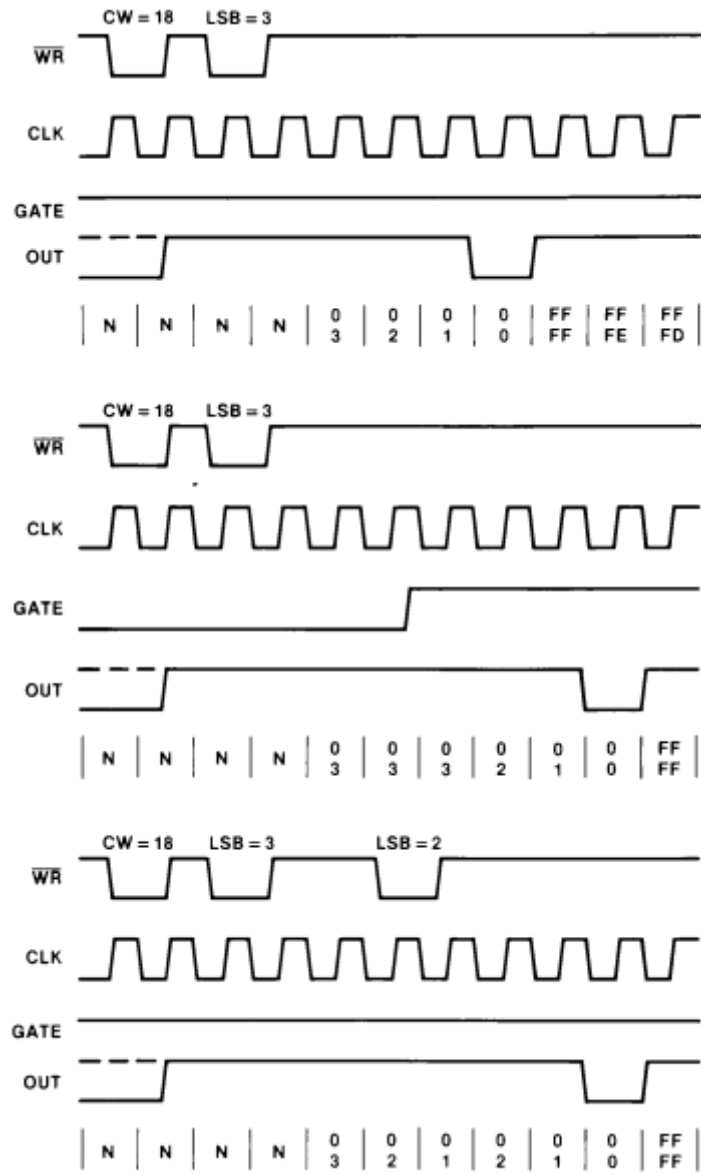 CW = 18 LSB = 3
WR
CLK
GATE
OUT
N N N N 0 0 0 0 FF FF FF
3 2 1 0 FF FE FD
CW = 18 LSB = 3
WR
CLK
GATE
OUT
N N N N 0 0 0 0 0 0 FF
3 3 3 2 1 0 FF
CW = 18 LSB = 3 LSB = 2
WR
CLK
GATE
OUT
N N N N 0 0 0 0 0 0 FF
3 2 1 2 1 0 FF